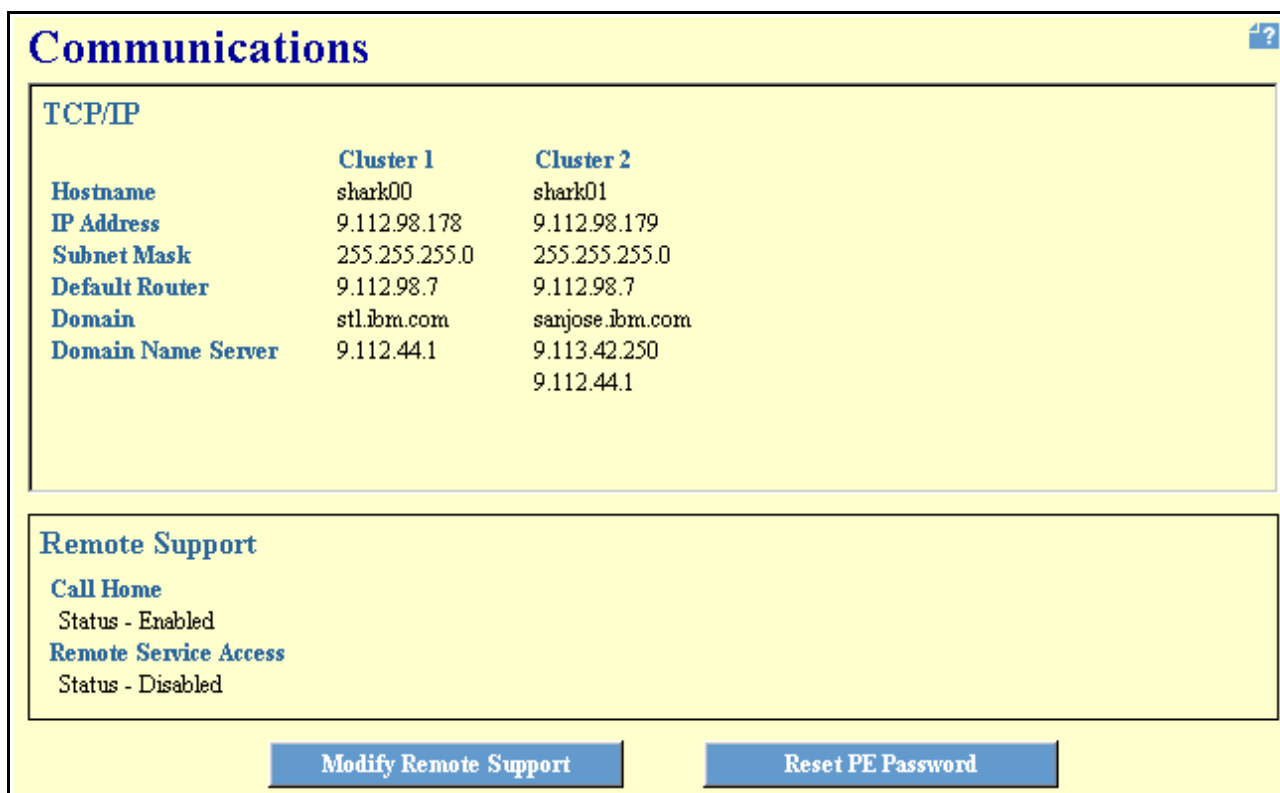 Communications
?
TCP/IP
Cluster 1 Cluster 2
Hostname shark00 shark01
IP Address 9.112.98.178 9.112.98.179
Subnet Mask 255.255.255.0 255.255.255.0
Default Router 9.112.98.7 9.112.98.7
Domain stl.ibm.com sanjose.ibm.com
Domain Name Server 9.112.44.1 9.113.42.250
9.112.44.1
Remote Support
Call Home
Status - Enabled
Remote Service Access
Status - Disabled
Modify Remote Support Reset PE Password